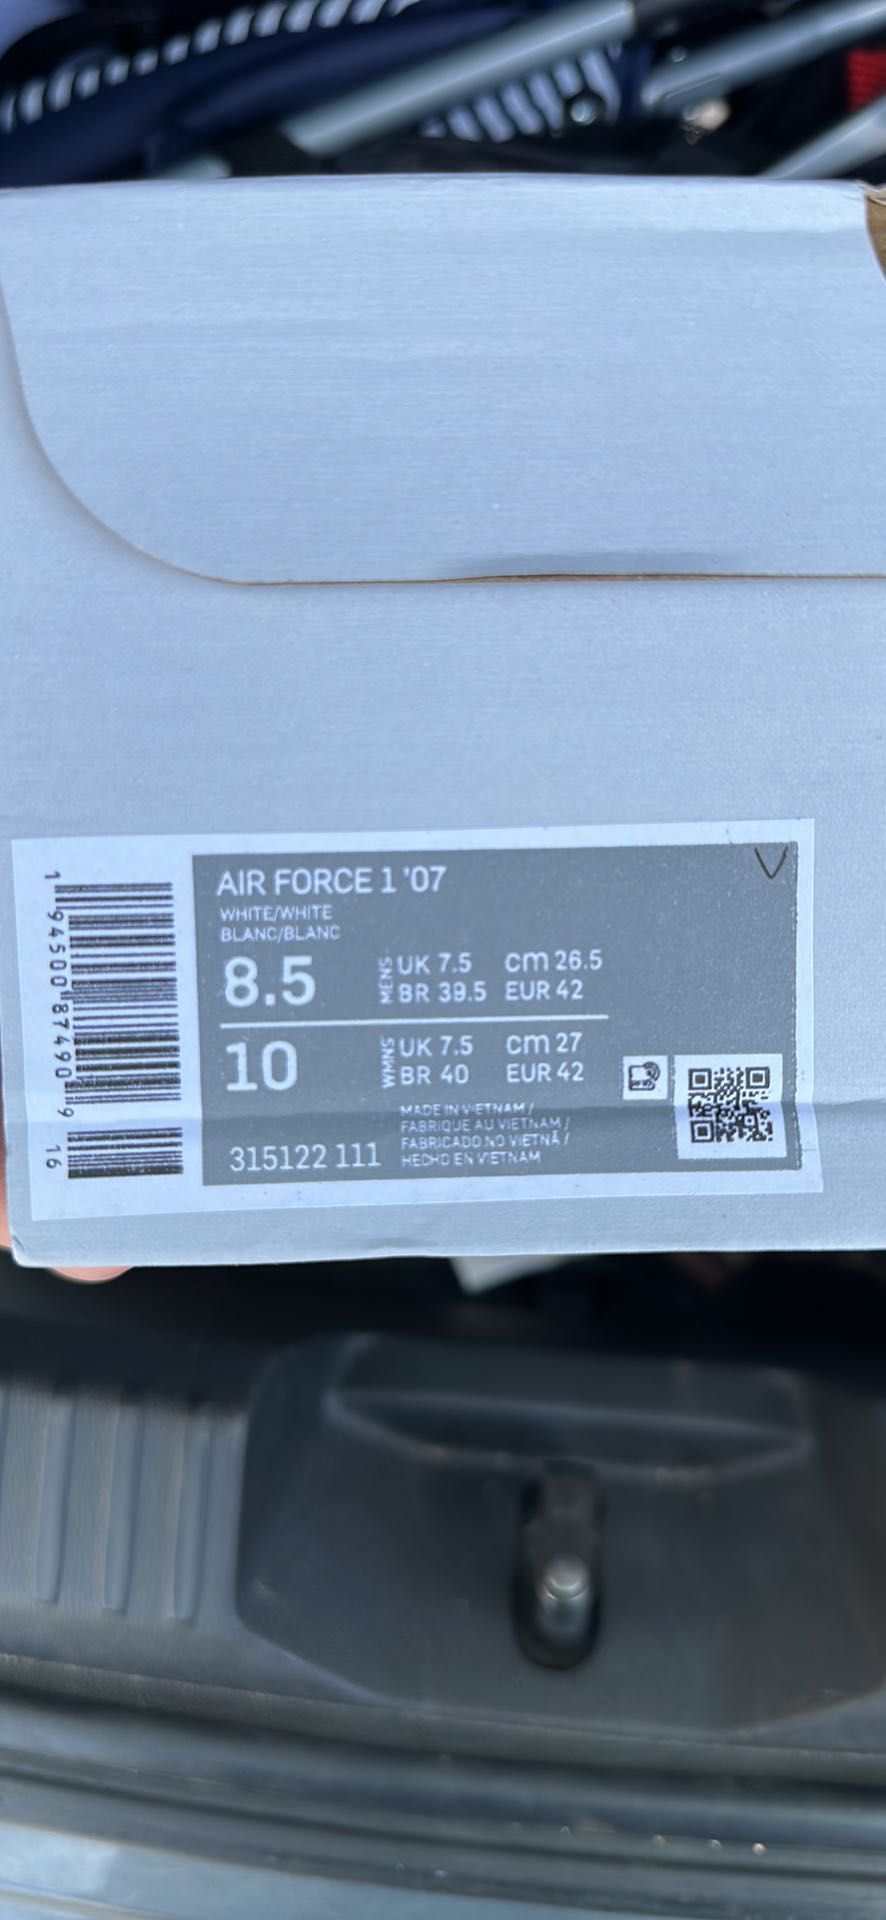 AIR FORCE 1 '07
WHITE/WHITE
BLANC/BLANC
8.5 MENS UK 7.5 cm 26.5
BR 39.5 EUR 42
10 WMNS UK 7.5 cm 27
BR 40 EUR 42
MADE IN VIETNAM /
FABRIQUE AU VIETNAM /
FABRICADO NO VIETNÃ /
HECHO EN VIETNAM
315122 111
1 94500 87490 9 16